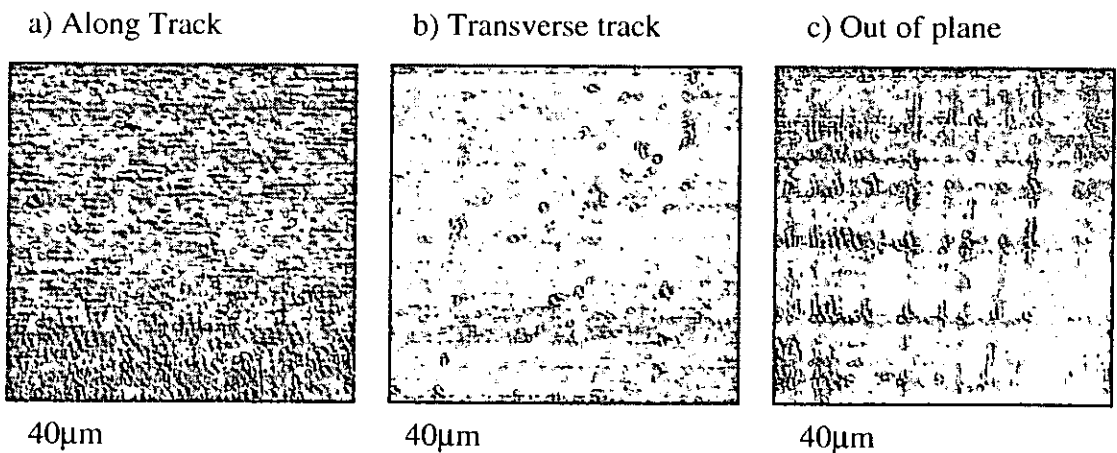 a) Along Track
b) Transverse track
c) Out of plane
40μm
40μm
40μm